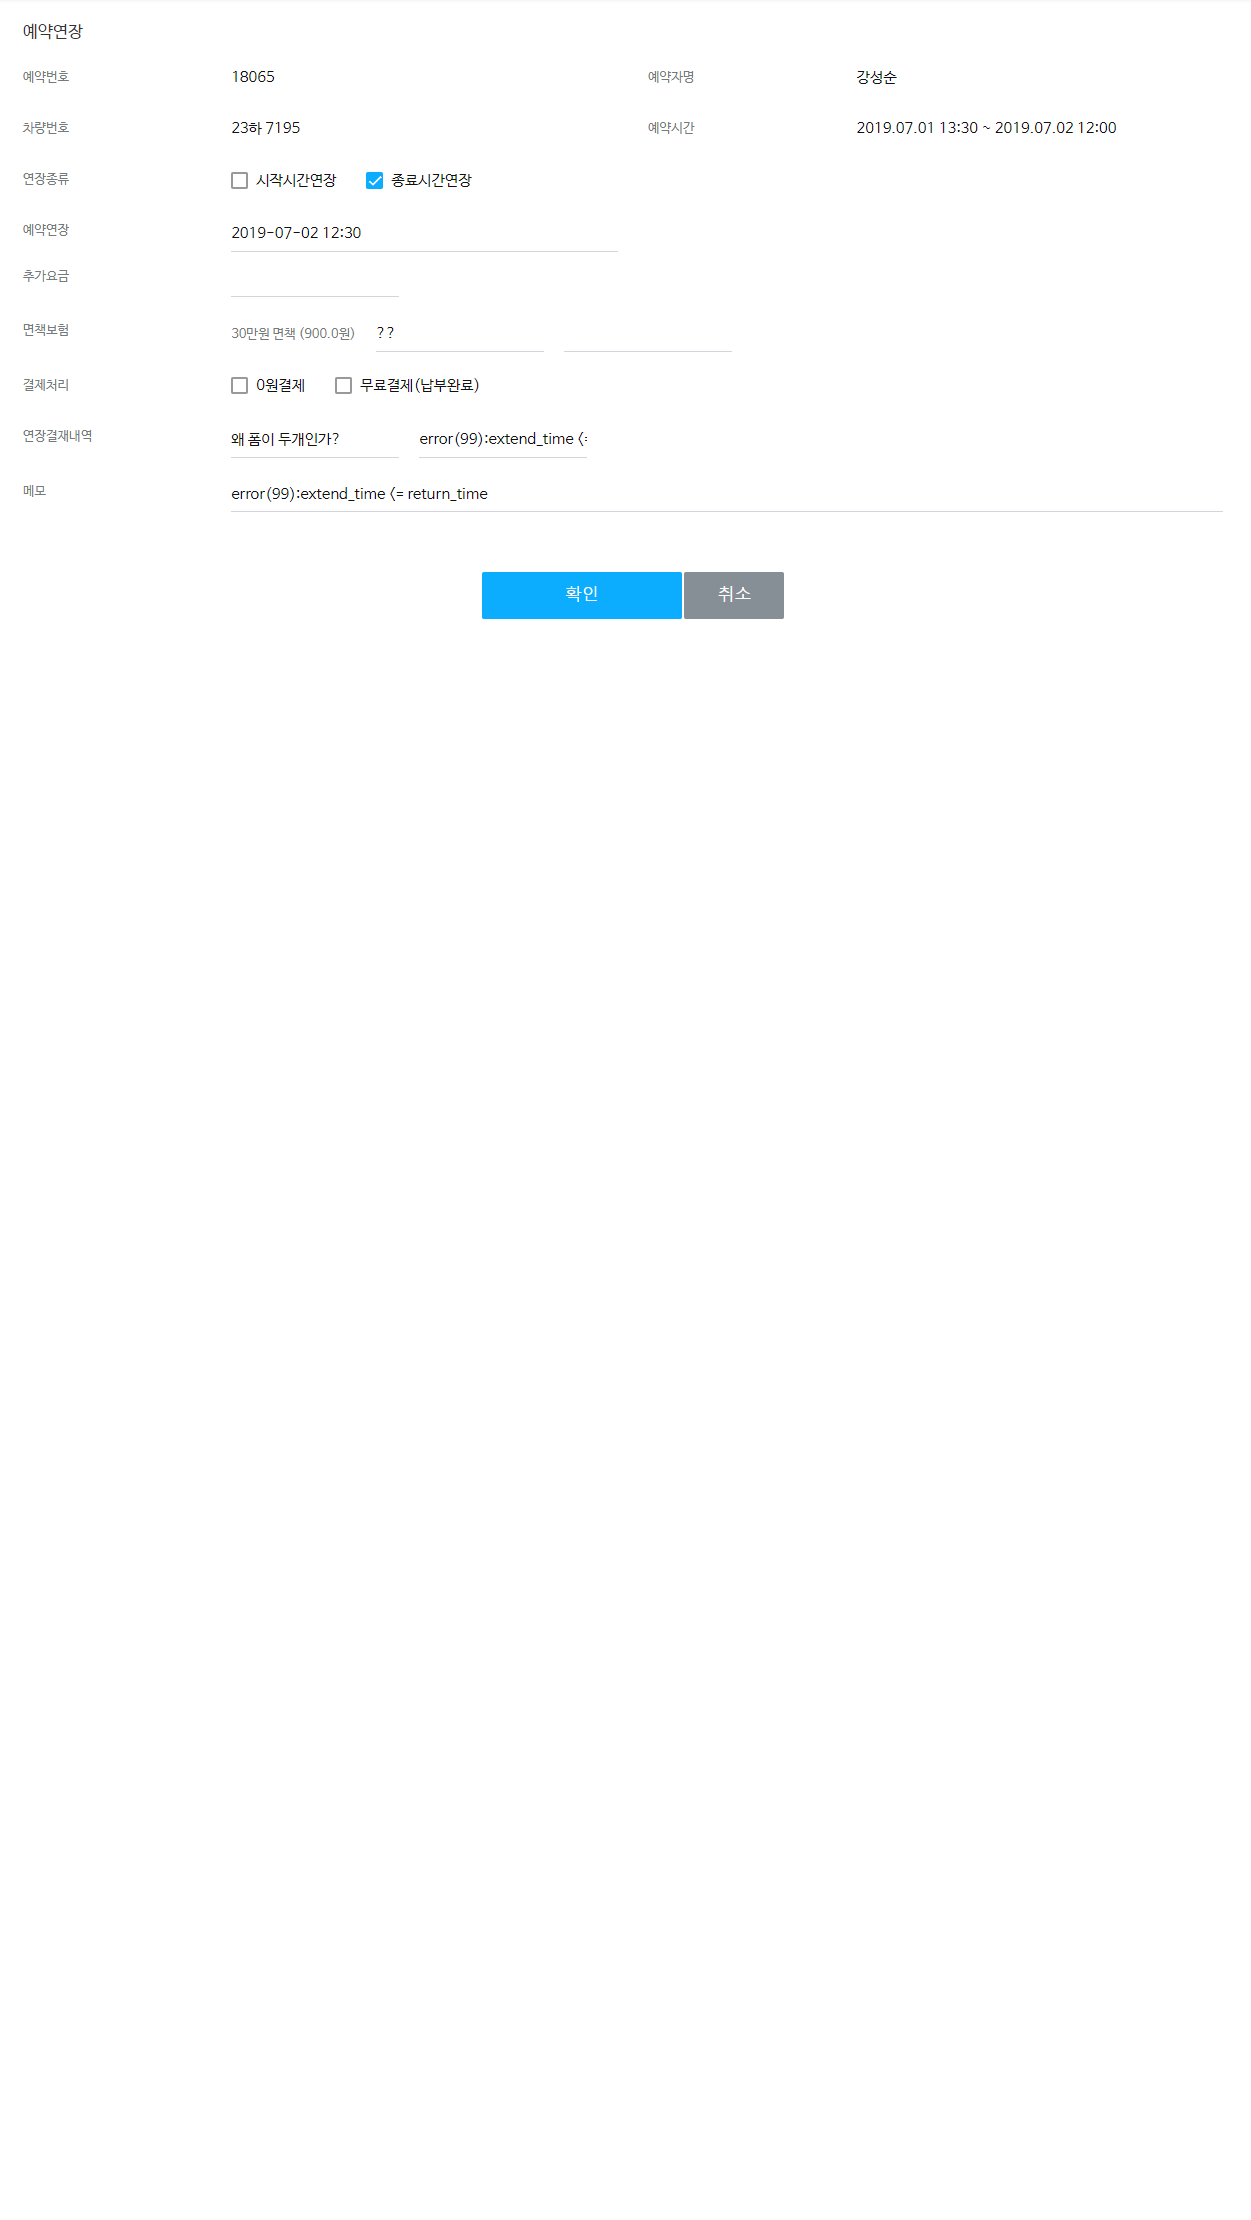 예약연장
예약번호 18065 예약자명 강성순
차량번호 23하 7195 예약시간 2019.07.01 13:30 ~ 2019.07.02 12:00
연장종류 시작시간연장 종료시간연장
예약연장 2019-07-02 12:30
추가요금
면책보험 30만원 면책 (900.0원) ??
결제처리 0원결제 무료결제(납부완료)
연장결재내역 왜 폼이 두개인가? error(99):extend_time <=
메모 error(99):extend_time <= return_time
확인 취소